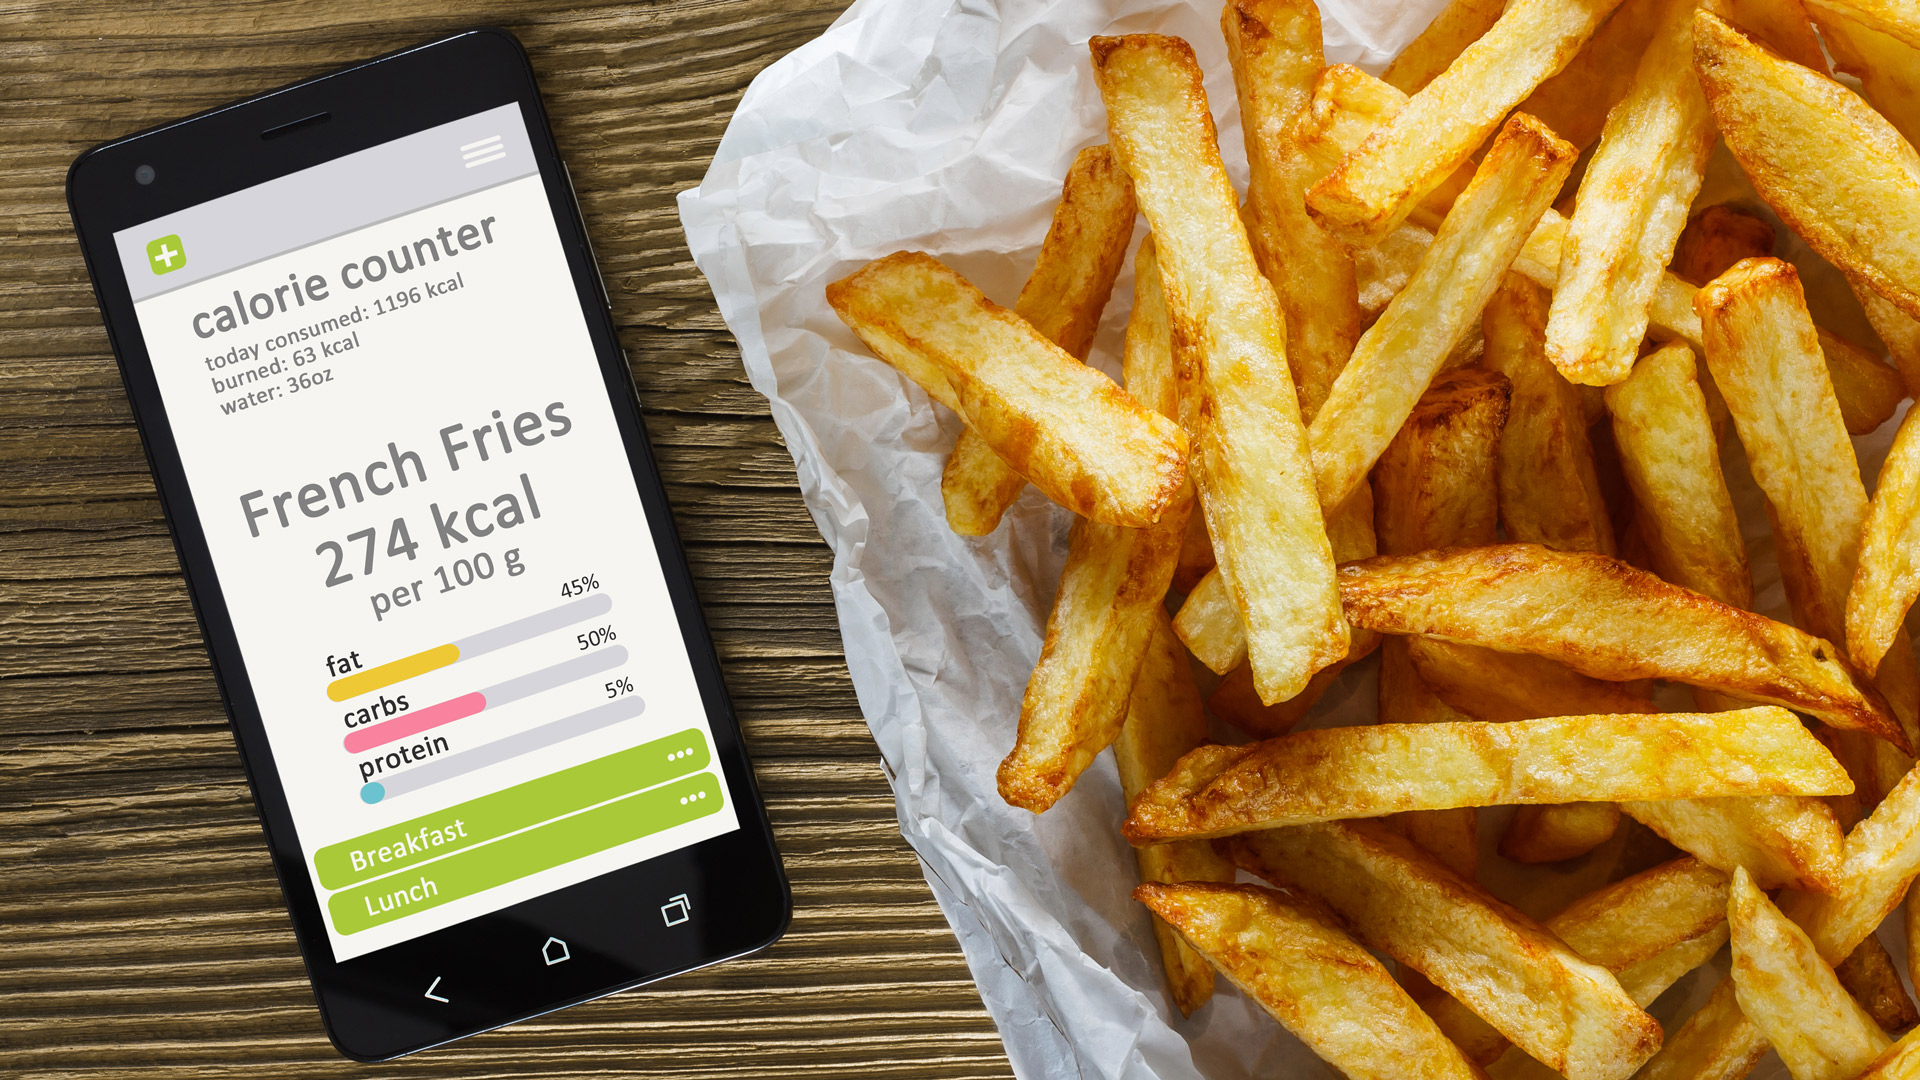 calorie counter
today consumed: 1196 kcal
burned: 63 kcal
water: 36oz
French Fries
274 kcal
per 100 g
45%
fat
50%
carbs
5%
protein
Breakfast
Lunch